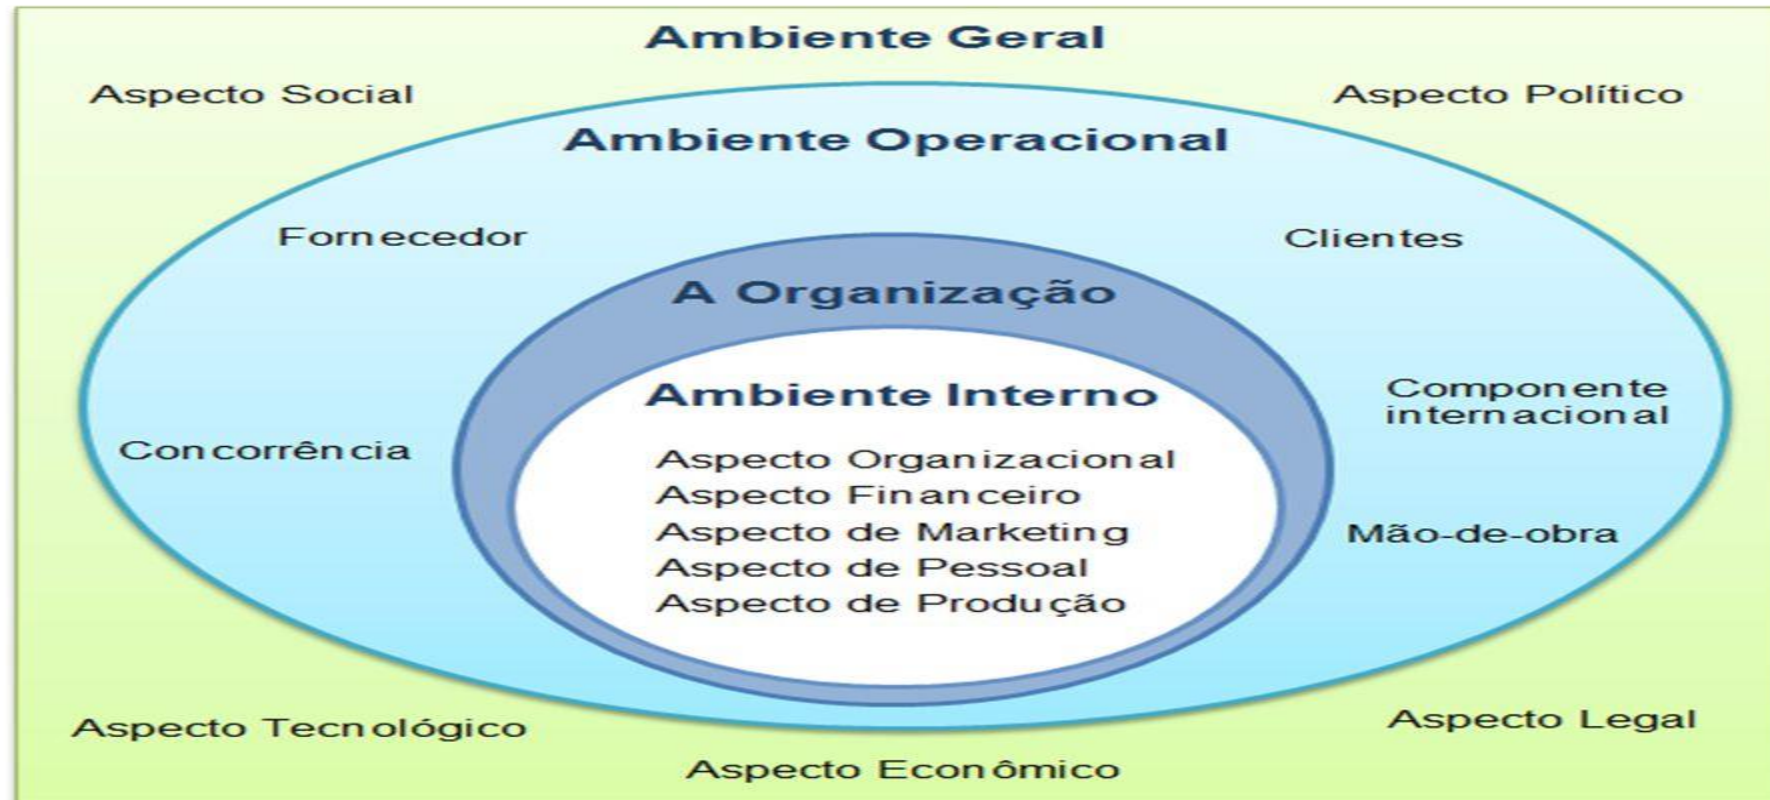 Ambiente Geral
Aspecto Social
Aspecto Político
Ambiente Operacional
Fornecedor
Clientes
A Organização
Ambiente Interno
Componente
internacional
Concorrência
Aspecto Organizacional
Aspecto Financeiro
Aspecto de Marketing
Mão-de-obra
Aspecto de Pessoal
Aspecto de Produção
Aspecto Tecnológico
Aspecto Legal
Aspecto Econômico